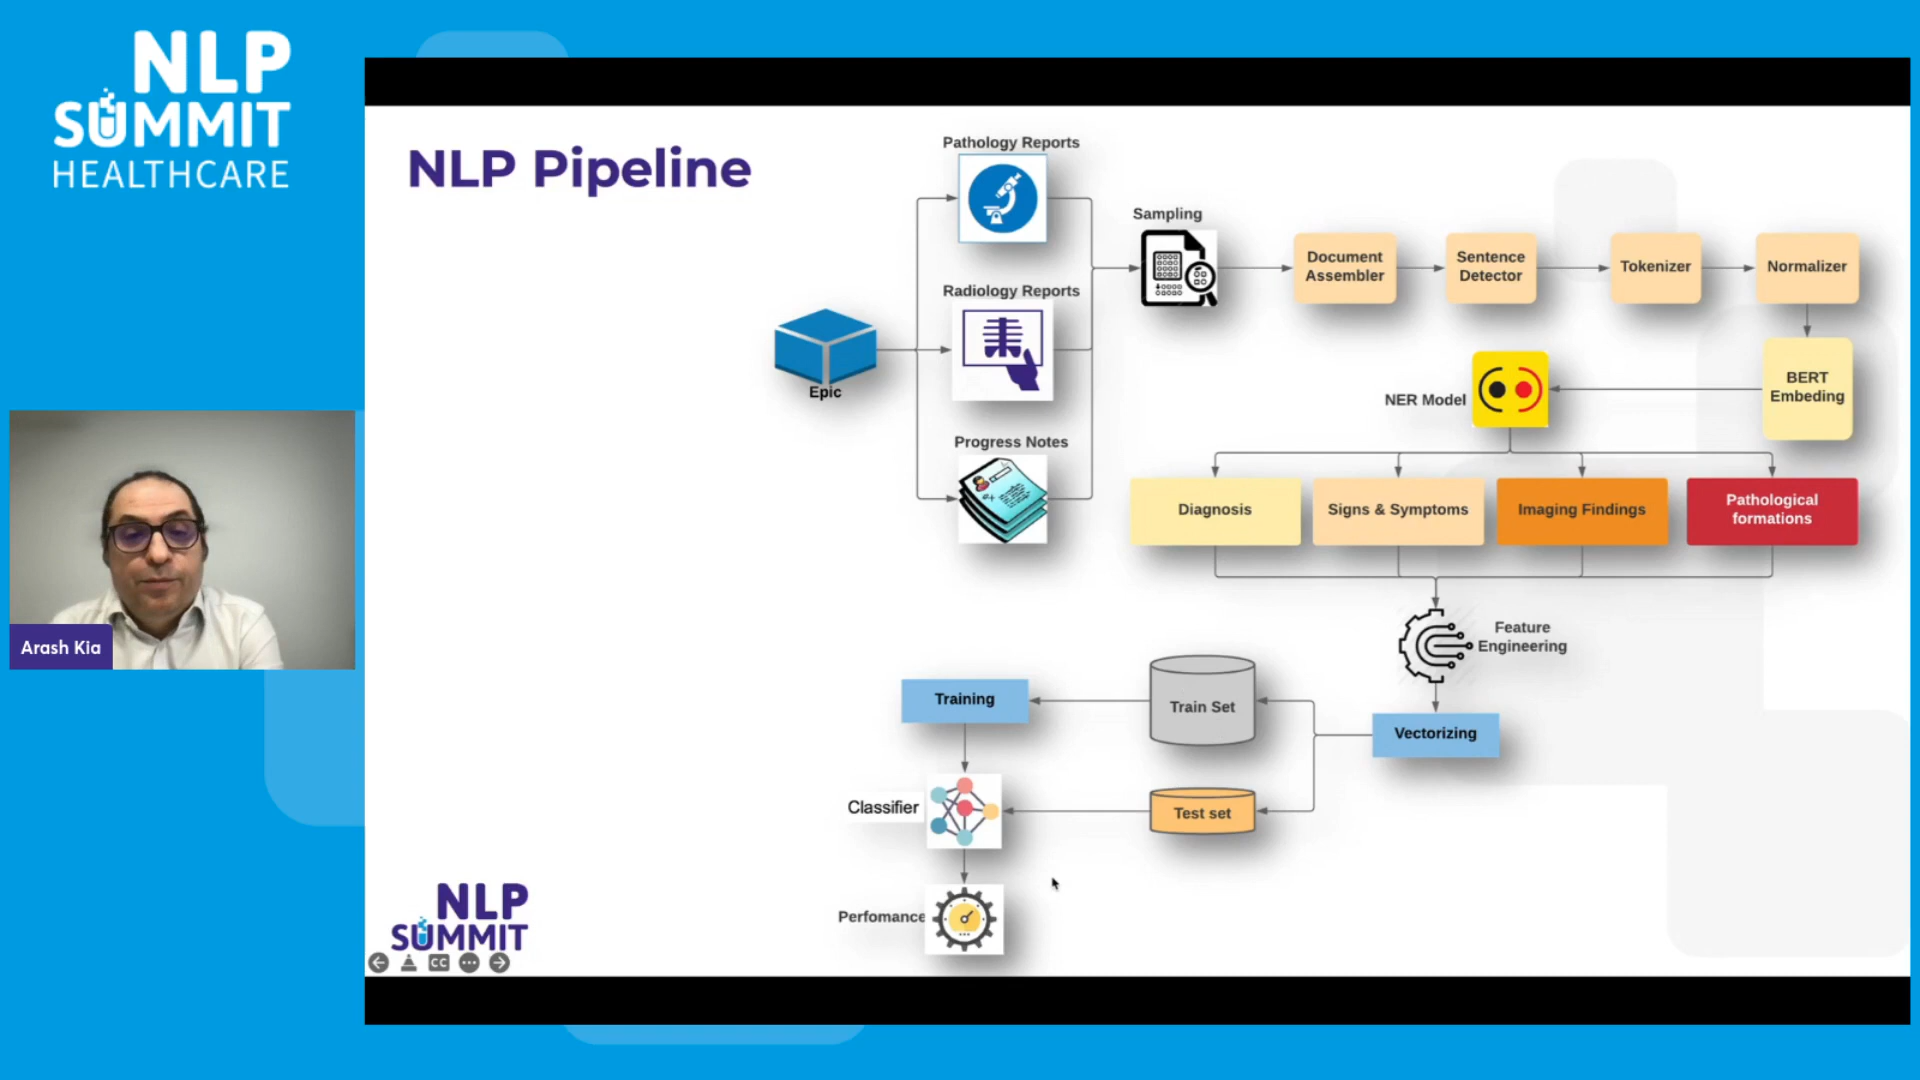 NLP
SUMMIT
HEALTHCARE
Arash Kia
NLP Pipeline
Pathology Reports
Radiology Reports
Progress Notes
Epic
Sampling
Document
Assembler
Sentence
Detector
Tokenizer
Normalizer
BERT
Embeding
NER Model
Diagnosis
Signs & Symptoms
Imaging Findings
Pathological
formations
Feature
Engineering
Vectorizing
Train Set
Test set
Training
Classifier
Perfomance
NLP
SUMMIT
CC